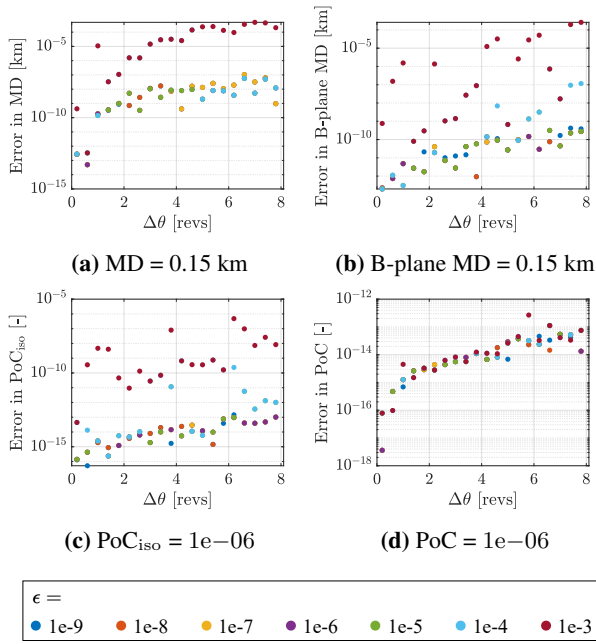 10^{-5}
10^{-10}
10^{-15}
Error in MD [km]
0 2 4 6 8
Δθ [revs]
(a) MD = 0.15 km
10^{-5}
10^{-10}
Error in B-plane MD [km]
0 2 4 6 8
Δθ [revs]
(b) B-plane MD = 0.15 km
10^{-5}
10^{-10}
10^{-15}
Error in PoC_{iso} [-]
0 2 4 6 8
Δθ [revs]
(c) PoC_{iso} = 1e−06
10^{-12}
10^{-14}
10^{-16}
10^{-18}
Error in PoC [-]
0 2 4 6 8
Δθ [revs]
(d) PoC = 1e−06
ϵ =
1e-9 1e-8 1e-7 1e-6 1e-5 1e-4 1e-3